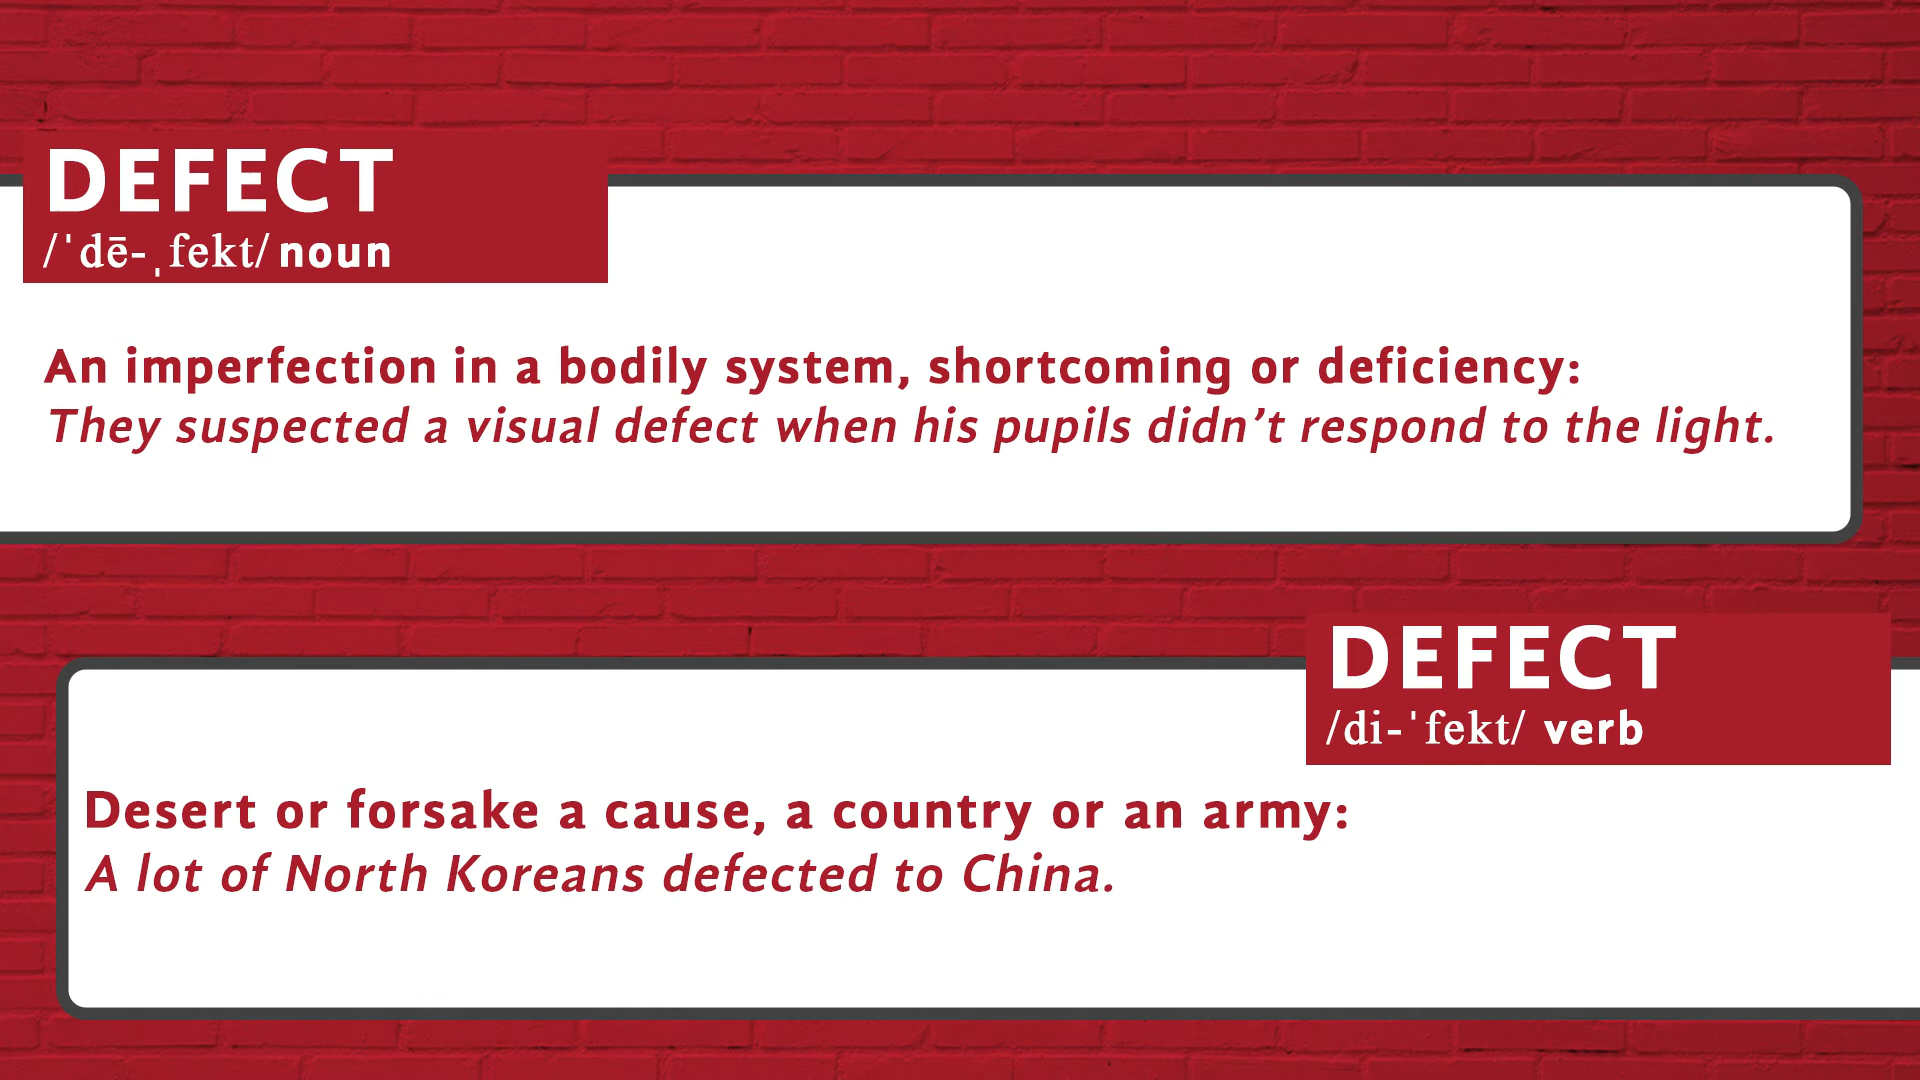 DEFECT
/ˈdē-ˌfekt/ noun
An imperfection in a bodily system, shortcoming or deficiency:
They suspected a visual defect when his pupils didn’t respond to the light.
DEFECT
/di-ˈfekt/ verb
Desert or forsake a cause, a country or an army:
A lot of North Koreans defected to China.